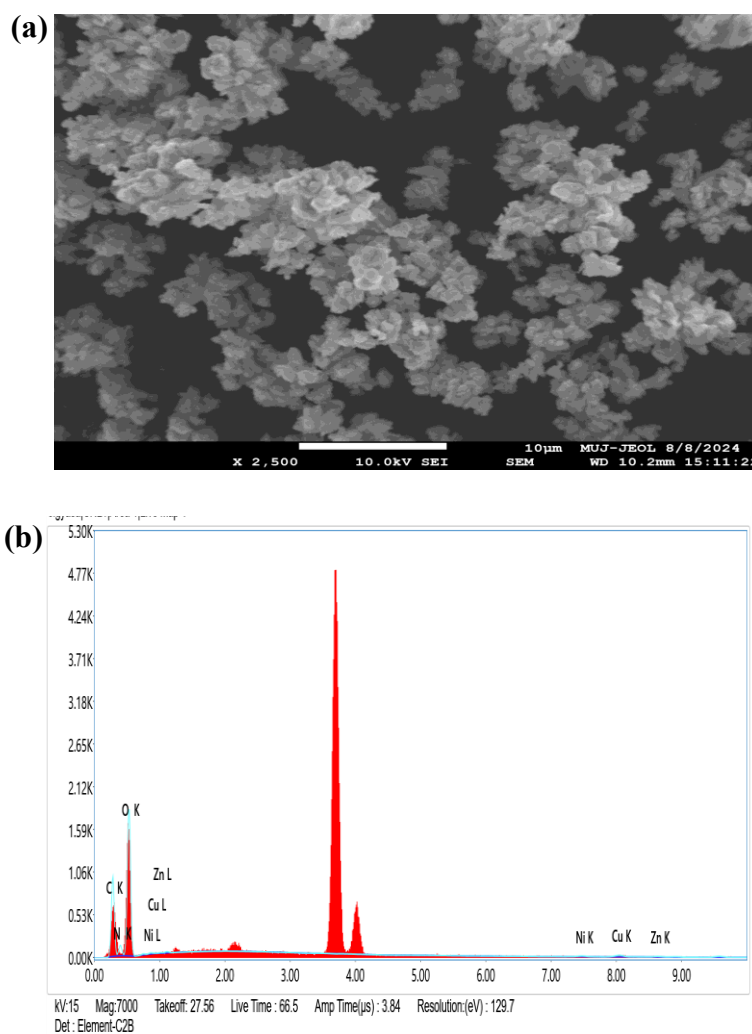 (a)
10μm MUJ-JEOL 8/8/2024
X 2,500 10.0kV SEI SEM WD 10.2mm 15:11:22
(b)
5.30K
4.77K
4.24K
3.71K
3.18K
2.65K
2.12K
1.59K
1.06K
0.53K
0.00K
O K
C K
Zn L
Cu L
N K
Ni L
Ni K
Cu K
Zn K
0.00 1.00 2.00 3.00 4.00 5.00 6.00 7.00 8.00 9.00
kV:15 Mag:7000 Takeoff: 27.56 Live Time : 66.5 Amp Time(μs) : 3.84 Resolution:(eV) : 129.7
Det : Element-C2B